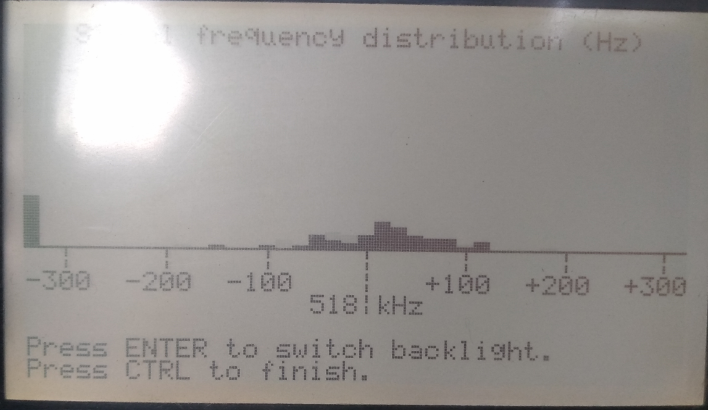 frequency distribution (Hz)
-300 -200 -100 +100 +200 +300
518 kHz
Press ENTER to switch backlight.
Press CTRL to finish.